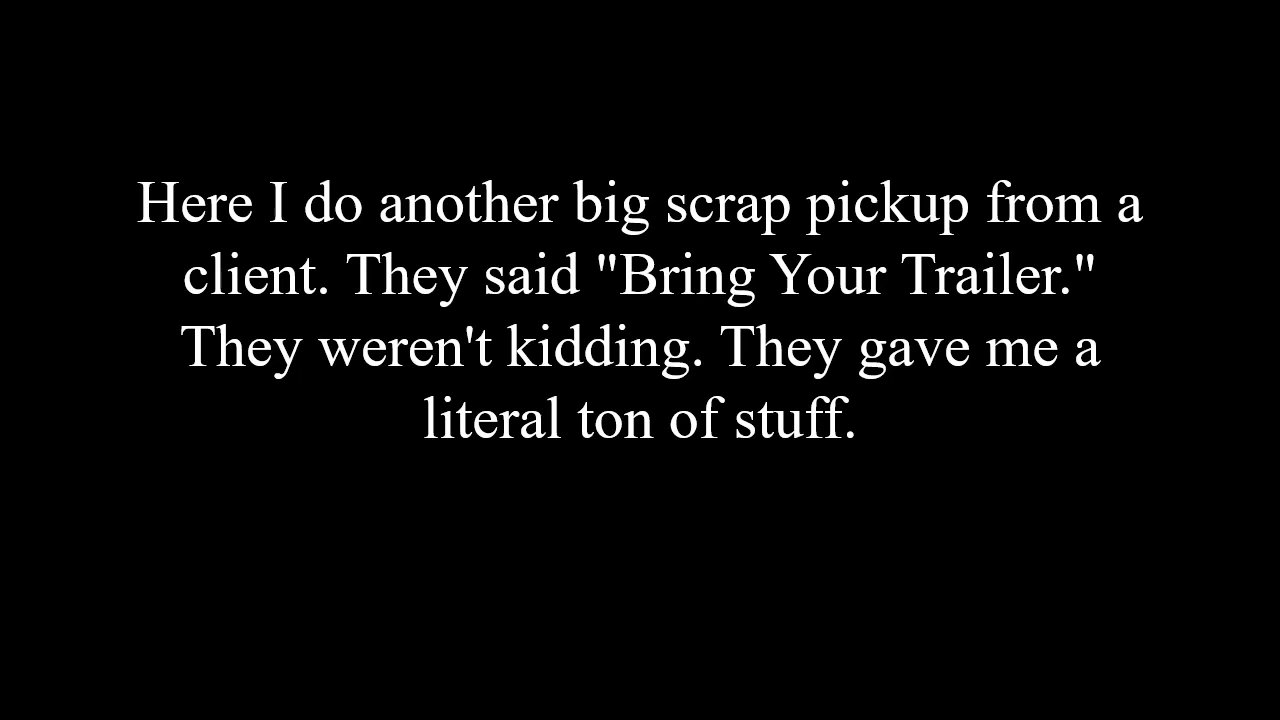 Here I do another big scrap pickup from a
client. They said "Bring Your Trailer."
They weren't kidding. They gave me a
literal ton of stuff.